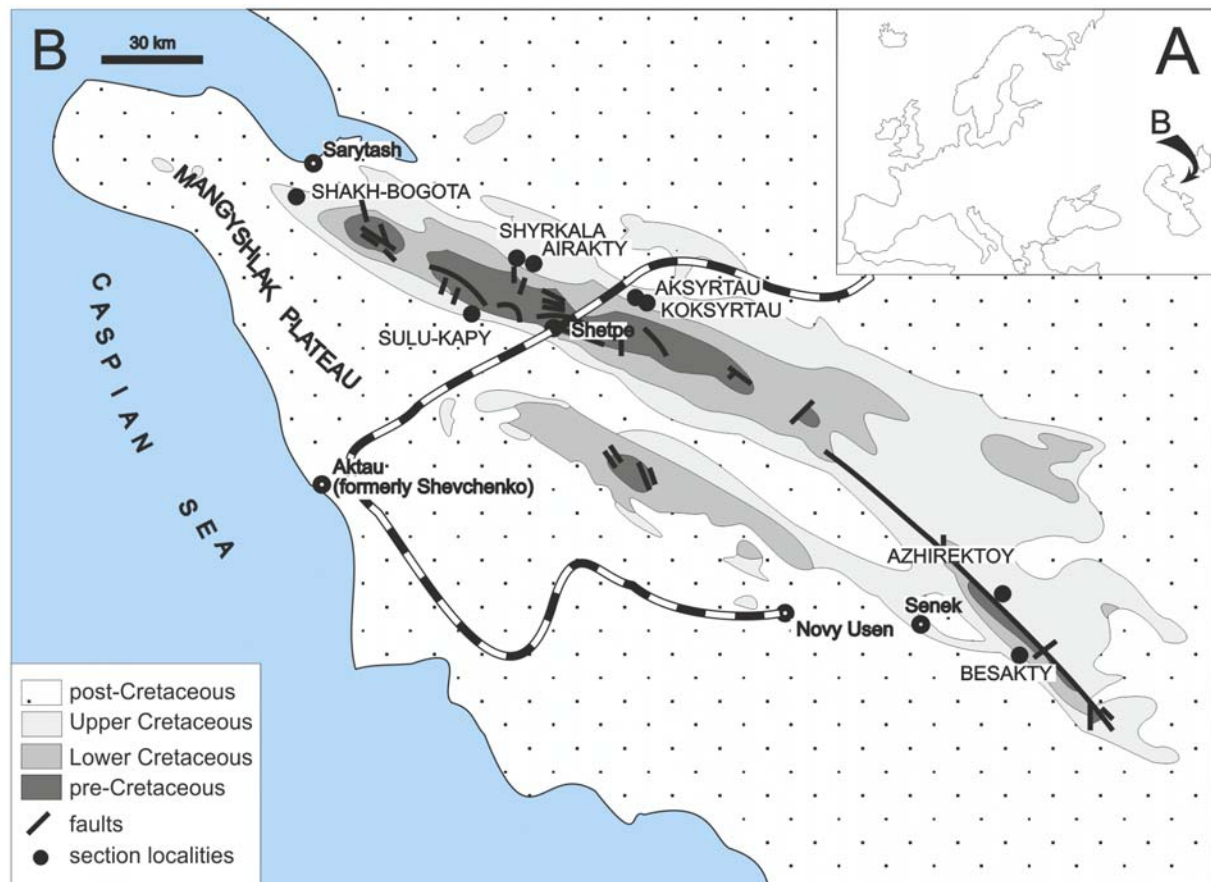 B
30 km
A
B
Sarytash
SHAKH-BOGOTA
MANGYSHLAK PLATEAU
SHYRKALA
AIRAKTY
AKSYRTAU
KOKSYRTAU
SULU-KAPY
Shetpe
CASPIAN SEA
Aktau
(formerly Shevchenko)
AZHIREKTOY
Senek
Novy Usen
BESAKTY
post-Cretaceous
Upper Cretaceous
Lower Cretaceous
pre-Cretaceous
faults
section localities